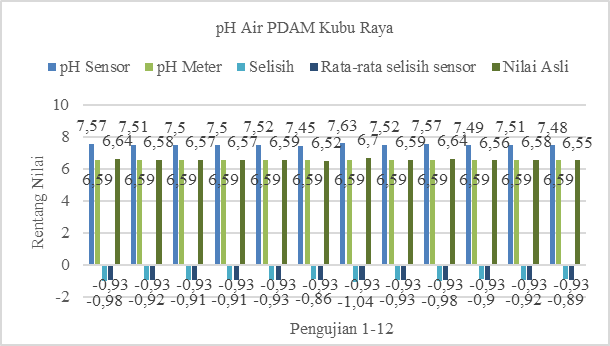 pH Air PDAM Kubu Raya
pH Sensor pH Meter Selisih Rata-rata selisih sensor Nilai Asli
10
7,57 7,51 7,5 7,5 7,52 7,45 7,63 7,52 7,57 7,49 7,51 7,48
8
6,64 6,58 6,57 6,57 6,59 6,52 6,7 6,59 6,64 6,56 6,58 6,55
6
6,59 6,59 6,59 6,59 6,59 6,59 6,59 6,59 6,59 6,59 6,59 6,59
4
2
0
-0,93 -0,93 -0,93 -0,93 -0,93 -0,93 -0,93 -0,93 -0,93 -0,93 -0,93 -0,93
-0,98 -0,92 -0,91 -0,91 -0,93 -0,86 -1,04 -0,93 -0,98 -0,9 -0,92 -0,89
-2
Rentang Nilai
Pengujian 1-12